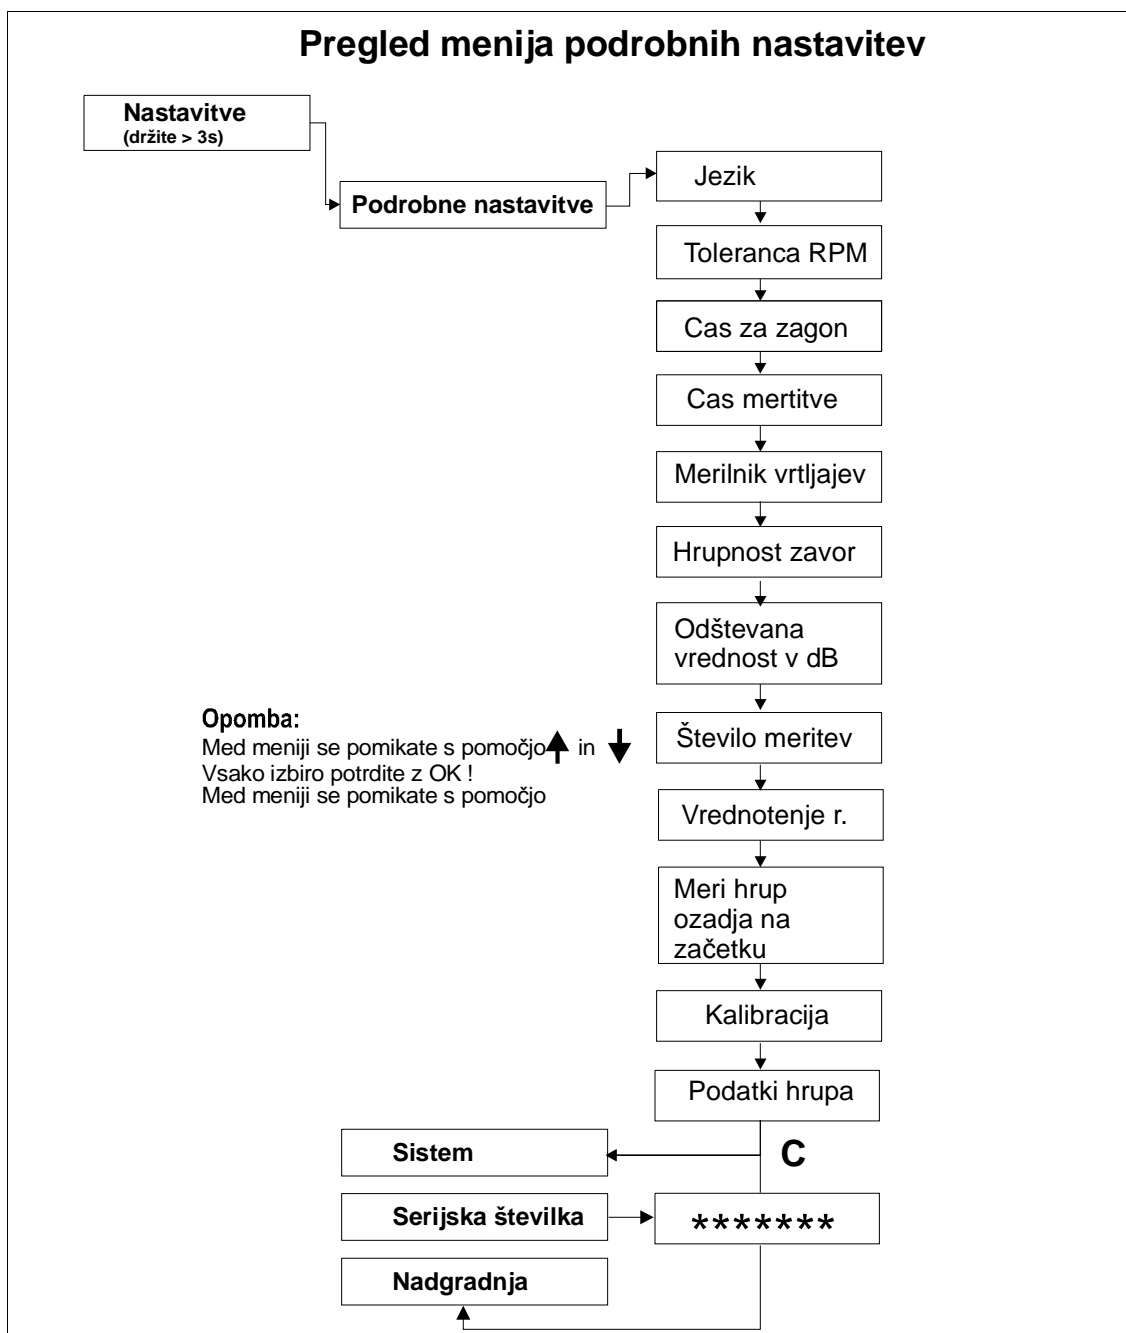 Pregled menija podrobnih nastavitev
Nastavitve
(držite > 3s)
Podrobne nastavitve
Jezik
Toleranca RPM
Cas za zagon
Cas mertitve
Merilnik vrtljajev
Hrupnost zavor
Odštevana
vrednost v dB
Opomba:
Med meniji se pomikate s pomočjo in
Vsako izbiro potrdite z OK !
Med meniji se pomikate s pomočjo
Število meritev
Vrednotenje r.
Meri hrup
ozadja na
začetku
Kalibracija
Podatki hrupa
C
Sistem
Serijska številka
*******
Nadgradnja